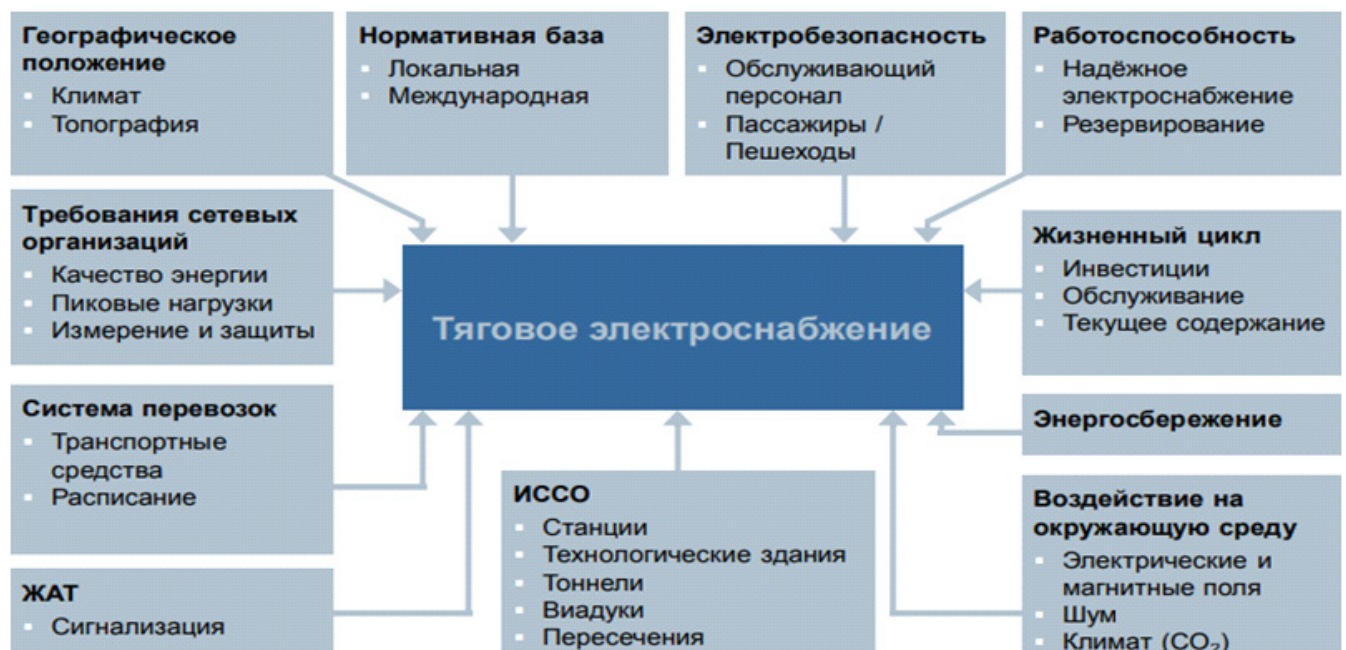 Географическое
положение
Климат
Топография
Нормативная база
Локальная
Международная
Электробезопасность
Обслуживающий
персонал
Пассажиры /
Пешеходы
Работоспособность
Надёжное
электроснабжение
Резервирование
Требования сетевых
организаций
Качество энергии
Пиковые нагрузки
Измерение и защиты
Тяговое электроснабжение
Жизненный цикл
Инвестиции
Обслуживание
Текущее содержание
Система перевозок
Транспортные
средства
Расписание
Энергосбережение
ЖАТ
Сигнализация
ИССО
Станции
Технологические здания
Тоннели
Виадуки
Пересечения
Воздействие на
окружающую среду
Электрические и
магнитные поля
Шум
Климат (CO₂)